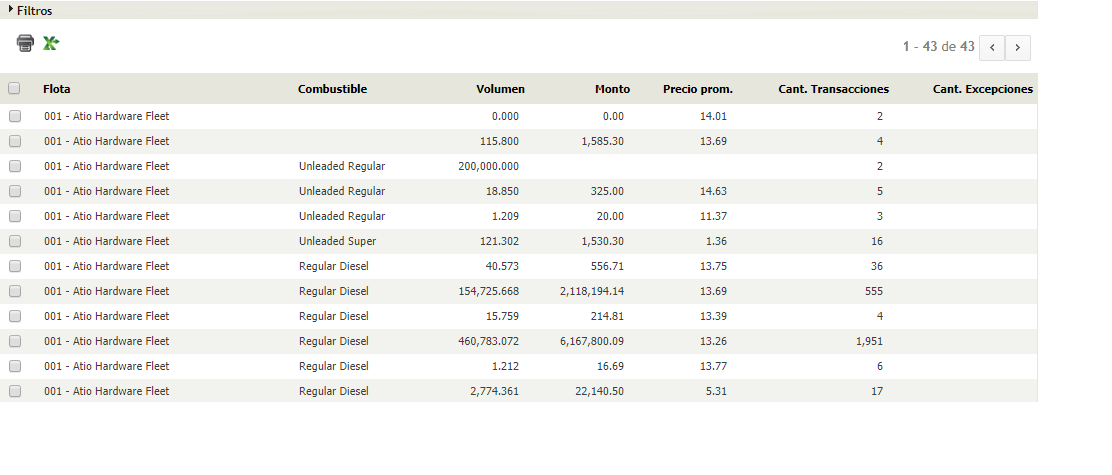 Filtros
1 - 43 de 43
Flota Combustible Volumen Monto Precio prom. Cant. Transacciones Cant. Excepciones
001 - Atio Hardware Fleet 0.000 0.00 14.01 2
001 - Atio Hardware Fleet 115.800 1,585.30 13.69 4
001 - Atio Hardware Fleet Unleaded Regular 200,000.000 2
001 - Atio Hardware Fleet Unleaded Regular 18.850 325.00 14.63 5
001 - Atio Hardware Fleet Unleaded Regular 1.209 20.00 11.37 3
001 - Atio Hardware Fleet Unleaded Super 121.302 1,530.30 1.36 16
001 - Atio Hardware Fleet Regular Diesel 40.573 556.71 13.75 36
001 - Atio Hardware Fleet Regular Diesel 154,725.668 2,118,194.14 13.69 555
001 - Atio Hardware Fleet Regular Diesel 15.759 214.81 13.39 4
001 - Atio Hardware Fleet Regular Diesel 460,783.072 6,167,800.09 13.26 1,951
001 - Atio Hardware Fleet Regular Diesel 1.212 16.69 13.77 6
001 - Atio Hardware Fleet Regular Diesel 2,774.361 22,140.50 5.31 17